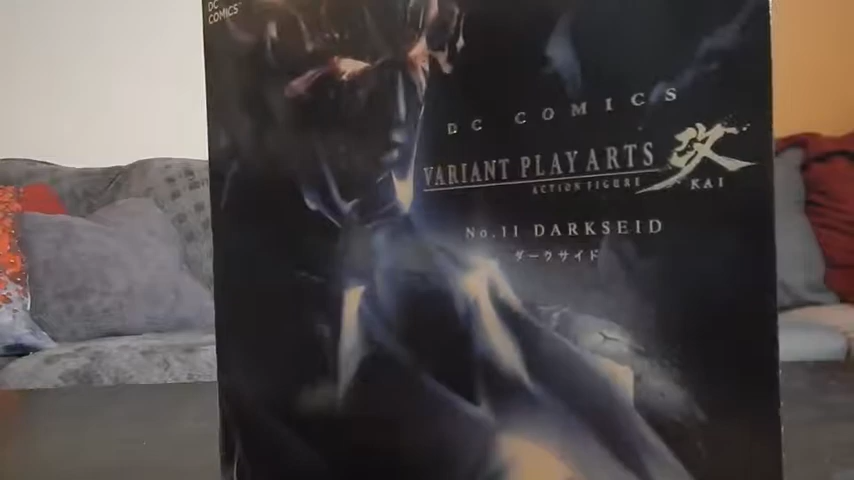 DC
COMICS
DC COMICS
VARIANT PLAY ARTS 改
ACTION FIGURE KAI
No.11 DARKSEID
ダークサイド